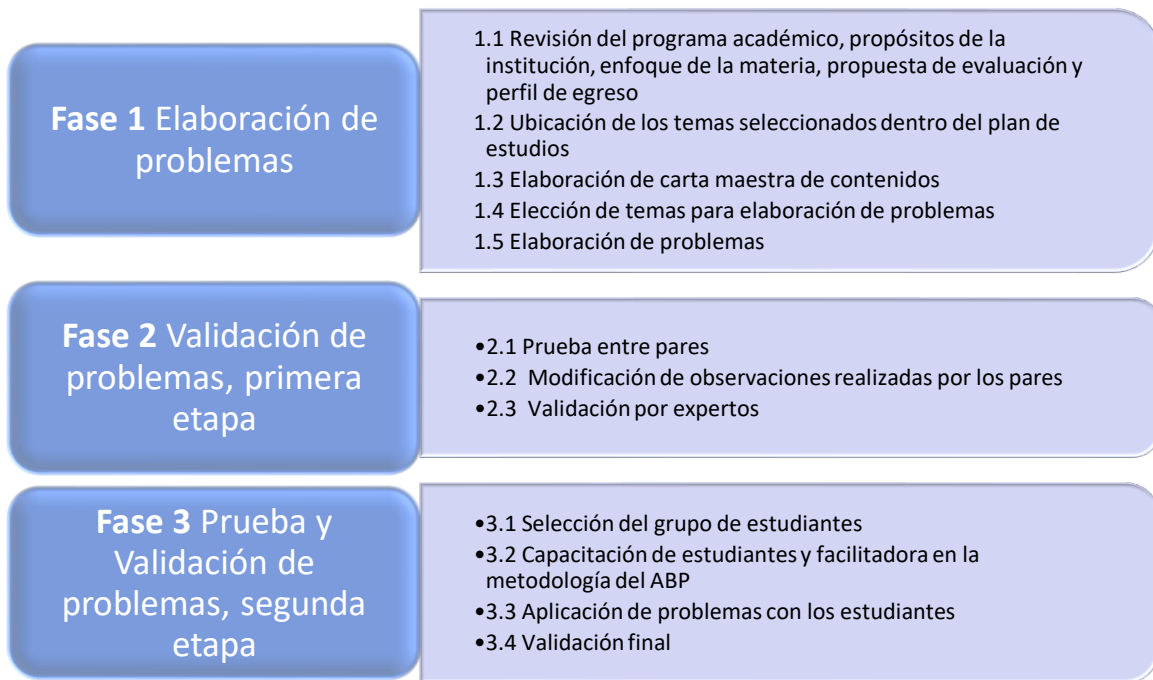 Fase 1 Elaboración de
problemas
1.1 Revisión del programa académico, propósitos de la
institución, enfoque de la materia, propuesta de evaluación y
perfil de egreso
1.2 Ubicación de los temas seleccionados dentro del plan de
estudios
1.3 Elaboración de carta maestra de contenidos
1.4 Elección de temas para elaboración de problemas
1.5 Elaboración de problemas
Fase 2 Validación de
problemas, primera
etapa
•2.1 Prueba entre pares
•2.2 Modificación de observaciones realizadas por los pares
•2.3 Validación por expertos
Fase 3 Prueba y
Validación de
problemas, segunda
etapa
•3.1 Selección del grupo de estudiantes
•3.2 Capacitación de estudiantes y facilitadora en la
metodología del ABP
•3.3 Aplicación de problemas con los estudiantes
•3.4 Validación final